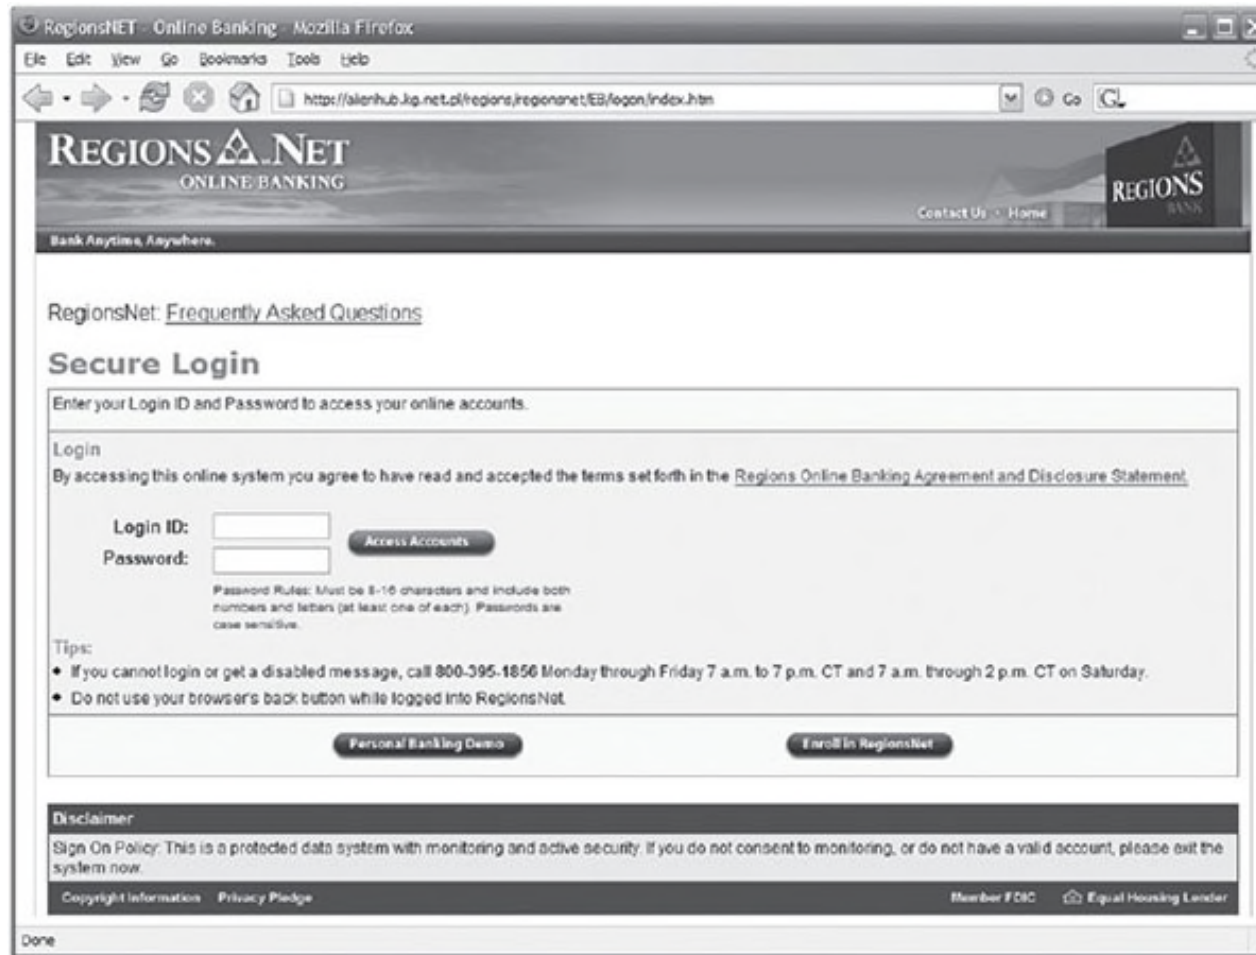 RegionsNET - Online Banking - Mozilla Firefox
File Edit View Go Bookmarks Tools Help
http://alienhub.kg.net.pl/regions/regionsnet/EB/logon/index.htm
Go
REGIONS NET
ONLINE BANKING
REGIONS
BANK
Contact Us • Home
Bank Anytime, Anywhere.
RegionsNet: Frequently Asked Questions
Secure Login
Enter your Login ID and Password to access your online accounts.
Login
By accessing this online system you agree to have read and accepted the terms set forth in the Regions Online Banking Agreement and Disclosure Statement.
Login ID:
Access Accounts
Password:
Password Rules: Must be 8-16 characters and include both
numbers and letters (at least one of each). Passwords are
case sensitive.
Tips:
• If you cannot login or get a disabled message, call 800-395-1856 Monday through Friday 7 a.m. to 7 p.m. CT and 7 a.m. through 2 p.m. CT on Saturday.
• Do not use your browser's back button while logged into RegionsNet.
Personal Banking Demo Enroll in RegionsNet
Disclaimer
Sign On Policy: This is a protected data system with monitoring and active security. If you do not consent to monitoring, or do not have a valid account, please exit the
system now.
Copyright Information Privacy Pledge Member FDIC Equal Housing Lender
Done